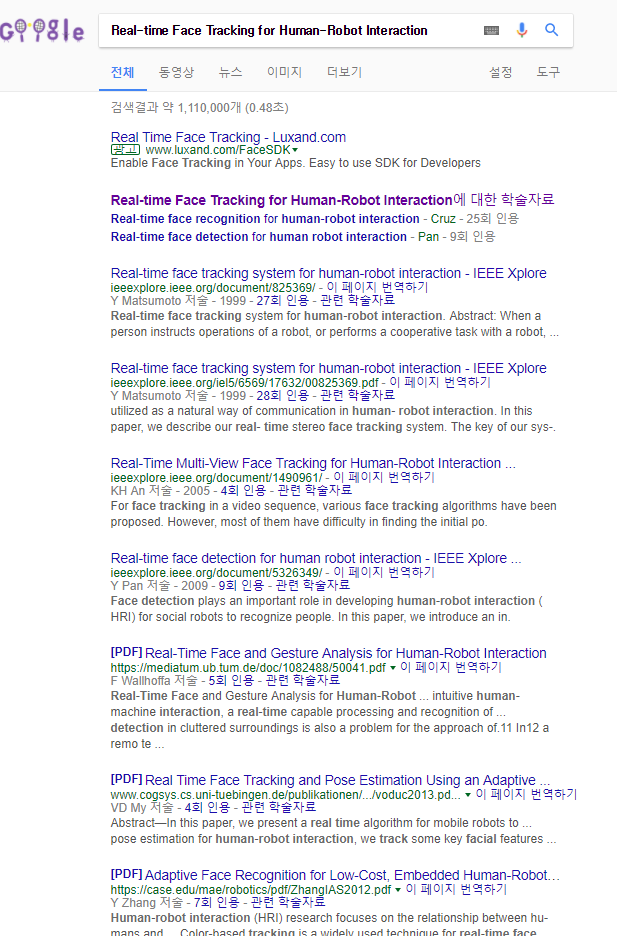 Google
Real-time Face Tracking for Human-Robot Interaction
전체 동영상 뉴스 이미지 더보기 설정 도구
검색결과 약 1,110,000개 (0.48초)
Real Time Face Tracking - Luxand.com
광고 www.luxand.com/FaceSDK
Enable Face Tracking in Your Apps. Easy to use SDK for Developers
Real-time Face Tracking for Human-Robot Interaction에 대한 학술자료
Real-time face recognition for human-robot interaction - Cruz - 25회 인용
Real-time face detection for human robot interaction - Pan - 9회 인용
Real-time face tracking system for human-robot interaction - IEEE Xplore
ieeexplore.ieee.org/document/825369/ - 이 페이지 번역하기
Y Matsumoto 저술 - 1999 - 27회 인용 - 관련 학술자료
Real-time face tracking system for human-robot interaction. Abstract: When a
person instructs operations of a robot, or performs a cooperative task with a robot, ...
Real-time face tracking system for human-robot interaction - IEEE Xplore
ieeexplore.ieee.org/iel5/6569/17632/00825369.pdf - 이 페이지 번역하기
Y Matsumoto 저술 - 1999 - 28회 인용 - 관련 학술자료
utilized as a natural way of communication in human- robot interaction. In this
paper, we describe our real- time stereo face tracking system. The key of our sys-.
Real-Time Multi-View Face Tracking for Human-Robot Interaction ...
ieeexplore.ieee.org/document/1490961/ - 이 페이지 번역하기
KH An 저술 - 2005 - 4회 인용 - 관련 학술자료
For face tracking in a video sequence, various face tracking algorithms have been
proposed. However, most of them have difficulty in finding the initial po.
Real-time face detection for human robot interaction - IEEE Xplore ...
ieeexplore.ieee.org/document/5326349/ - 이 페이지 번역하기
Y Pan 저술 - 2009 - 9회 인용 - 관련 학술자료
Face detection plays an important role in developing human-robot interaction (
HRI) for social robots to recognize people. In this paper, we introduce an in.
[PDF] Real-Time Face and Gesture Analysis for Human-Robot Interaction
https://mediatum.ub.tum.de/doc/1082488/50041.pdf 이 페이지 번역하기
F Wallhoffa 저술 - 5회 인용 - 관련 학술자료
Real-Time Face and Gesture Analysis for Human-Robot ... intuitive human-
machine interaction, a real-time capable processing and recognition of ...
detection in cluttered surroundings is also a problem for the approach of.11 In12 a
remo te ...
[PDF] Real Time Face Tracking and Pose Estimation Using an Adaptive ...
www.cogsys.cs.uni-tuebingen.de/publikationen/.../voduc2013.pd... 이 페이지 번역하기
VD My 저술 - 4회 인용 - 관련 학술자료
Abstract—In this paper, we present a real time algorithm for mobile robots to ...
pose estimation for human-robot interaction, we track some key facial features ...
[PDF] Adaptive Face Recognition for Low-Cost, Embedded Human-Robot...
https://case.edu/mae/robotics/pdf/ZhangIAS2012.pdf 이 페이지 번역하기
Y Zhang 저술 - 7회 인용 - 관련 학술자료
Human-robot interaction (HRI) research focuses on the relationship between hu-
mans and ... Color-based tracking is a widely used technique for real-time face